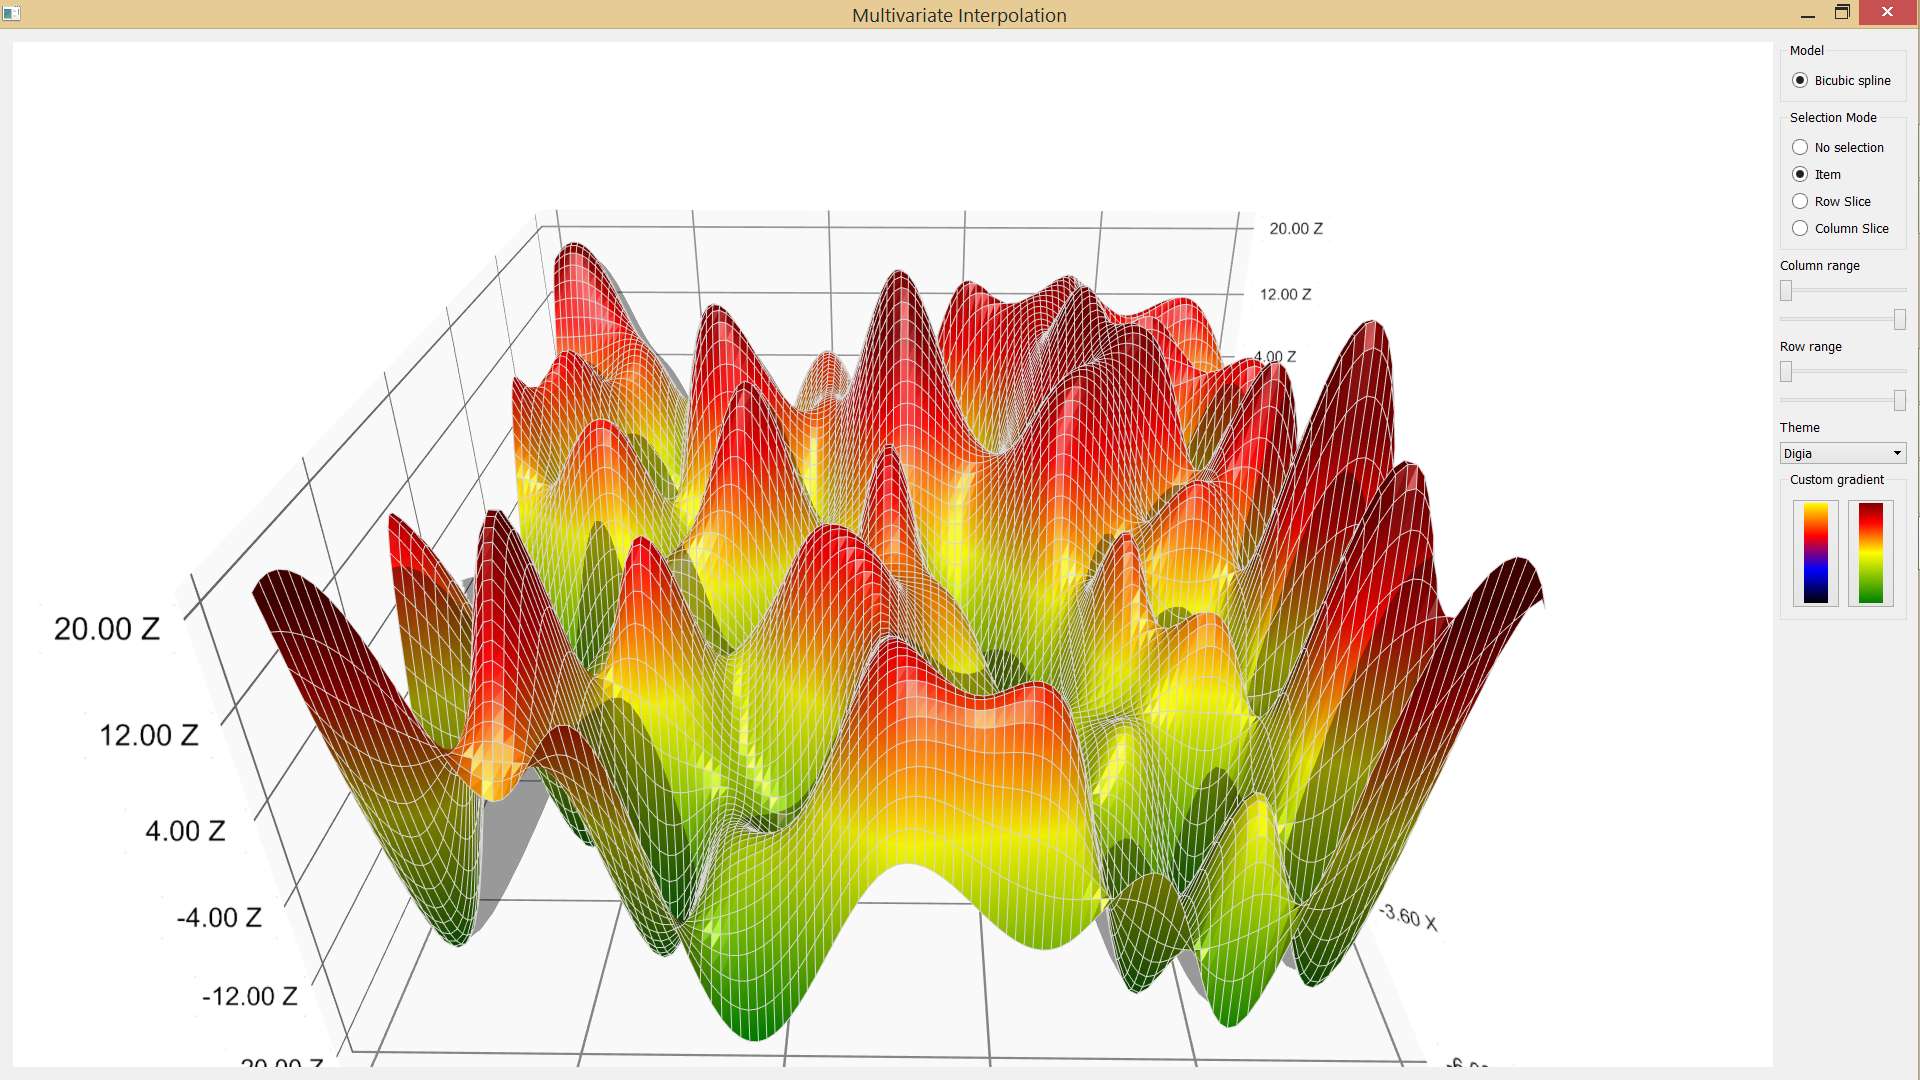 Multivariate Interpolation
Model
Bicubic spline
Selection Mode
No selection
Item
Row Slice
Column Slice
Column range
Row range
Theme
Digia
Custom gradient
20.00 Z
12.00 Z
4.00 Z
20.00 Z
12.00 Z
4.00 Z
-4.00 Z
-12.00 Z
-3.60 X